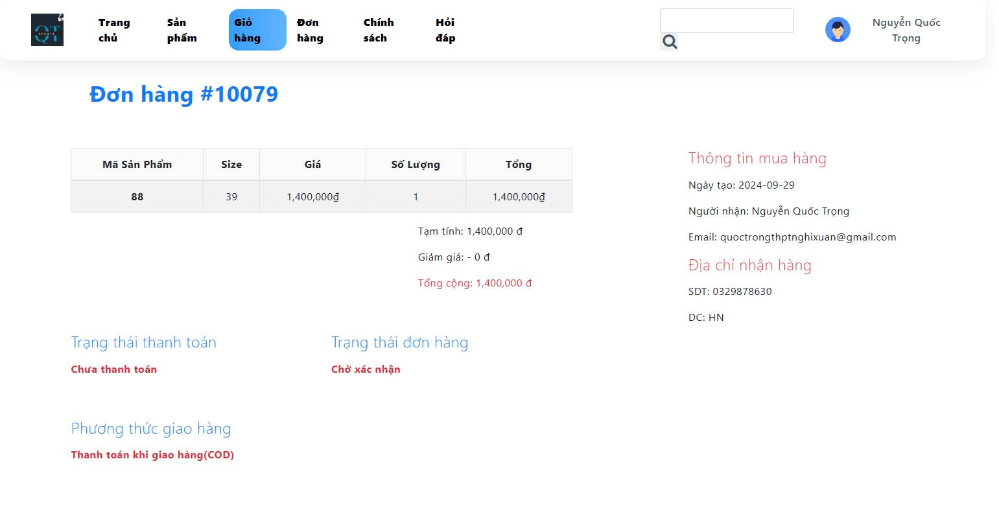 QT
SPORTS
Trang chủ
Sản phẩm
Giỏ hàng
Đơn hàng
Chính sách
Hỏi đáp
Nguyễn Quốc Trọng
Đơn hàng #10079
Mã Sản Phẩm Size Giá Số Lượng Tổng
88 39 1,400,000₫ 1 1,400,000₫
Tạm tính: 1,400,000 đ
Giảm giá: - 0 đ
Tổng cộng: 1,400,000 đ
Thông tin mua hàng
Ngày tạo: 2024-09-29
Người nhận: Nguyễn Quốc Trọng
Email: quoctrongthptnghixuan@gmail.com
Địa chỉ nhận hàng
SDT: 0329878630
DC: HN
Trạng thái thanh toán
Chưa thanh toán
Trạng thái đơn hàng
Chờ xác nhận
Phương thức giao hàng
Thanh toán khi giao hàng(COD)